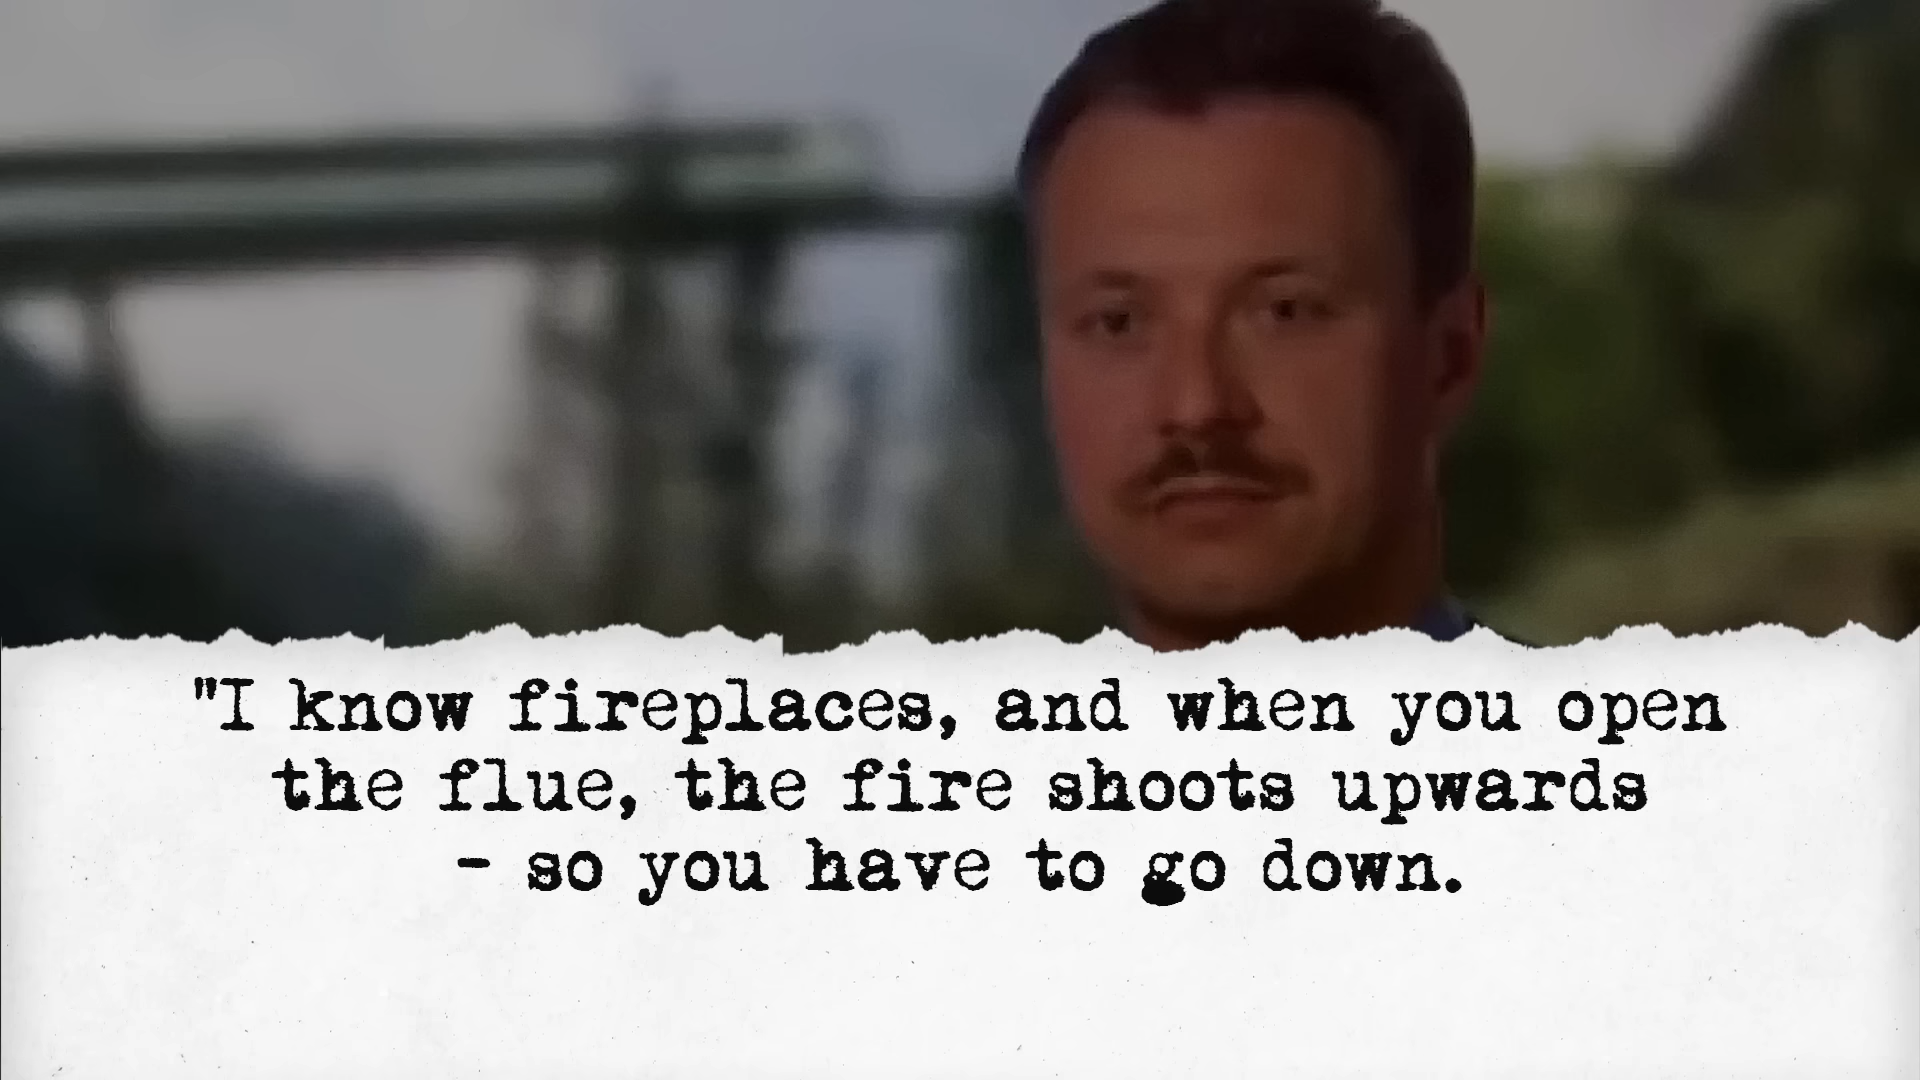 "I know fireplaces, and when you open
the flue, the fire shoots upwards
- so you have to go down.